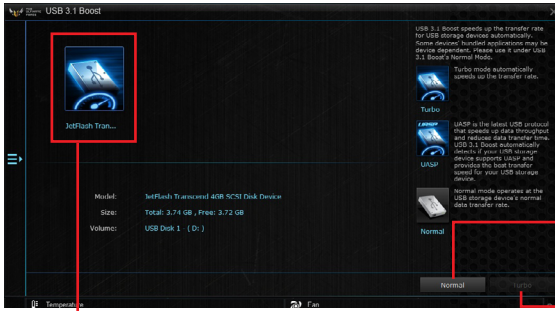 USB 3.1 Boost
USB 3.1 Boost speeds up the transfer rate
for USB storage devices automatically.
Some devices' bundled applications may be
device dependent. Please use it under USB
3.1 Boost's Normal Mode.
Turbo mode automatically
speeds up the transfer rate.
Turbo
JetFlash Tran...
UASP is the latest USB protocol
that speeds up data throughput
and reduces data transfer time.
USB 3.1 Boost automatically
detects if your USB storage
device supports UASP and
provides the best transfer
speed for your USB storage
device.
UASP
Normal mode operates at the
USB storage device's normal
data transfer rate.
Normal
Model: JetFlash Transcend 4GB SCSI Disk Device
Size: Total: 3.74 GB , Free: 3.72 GB
Volume: USB Disk 1 ( D: )
Normal Turbo
Temperature Fan